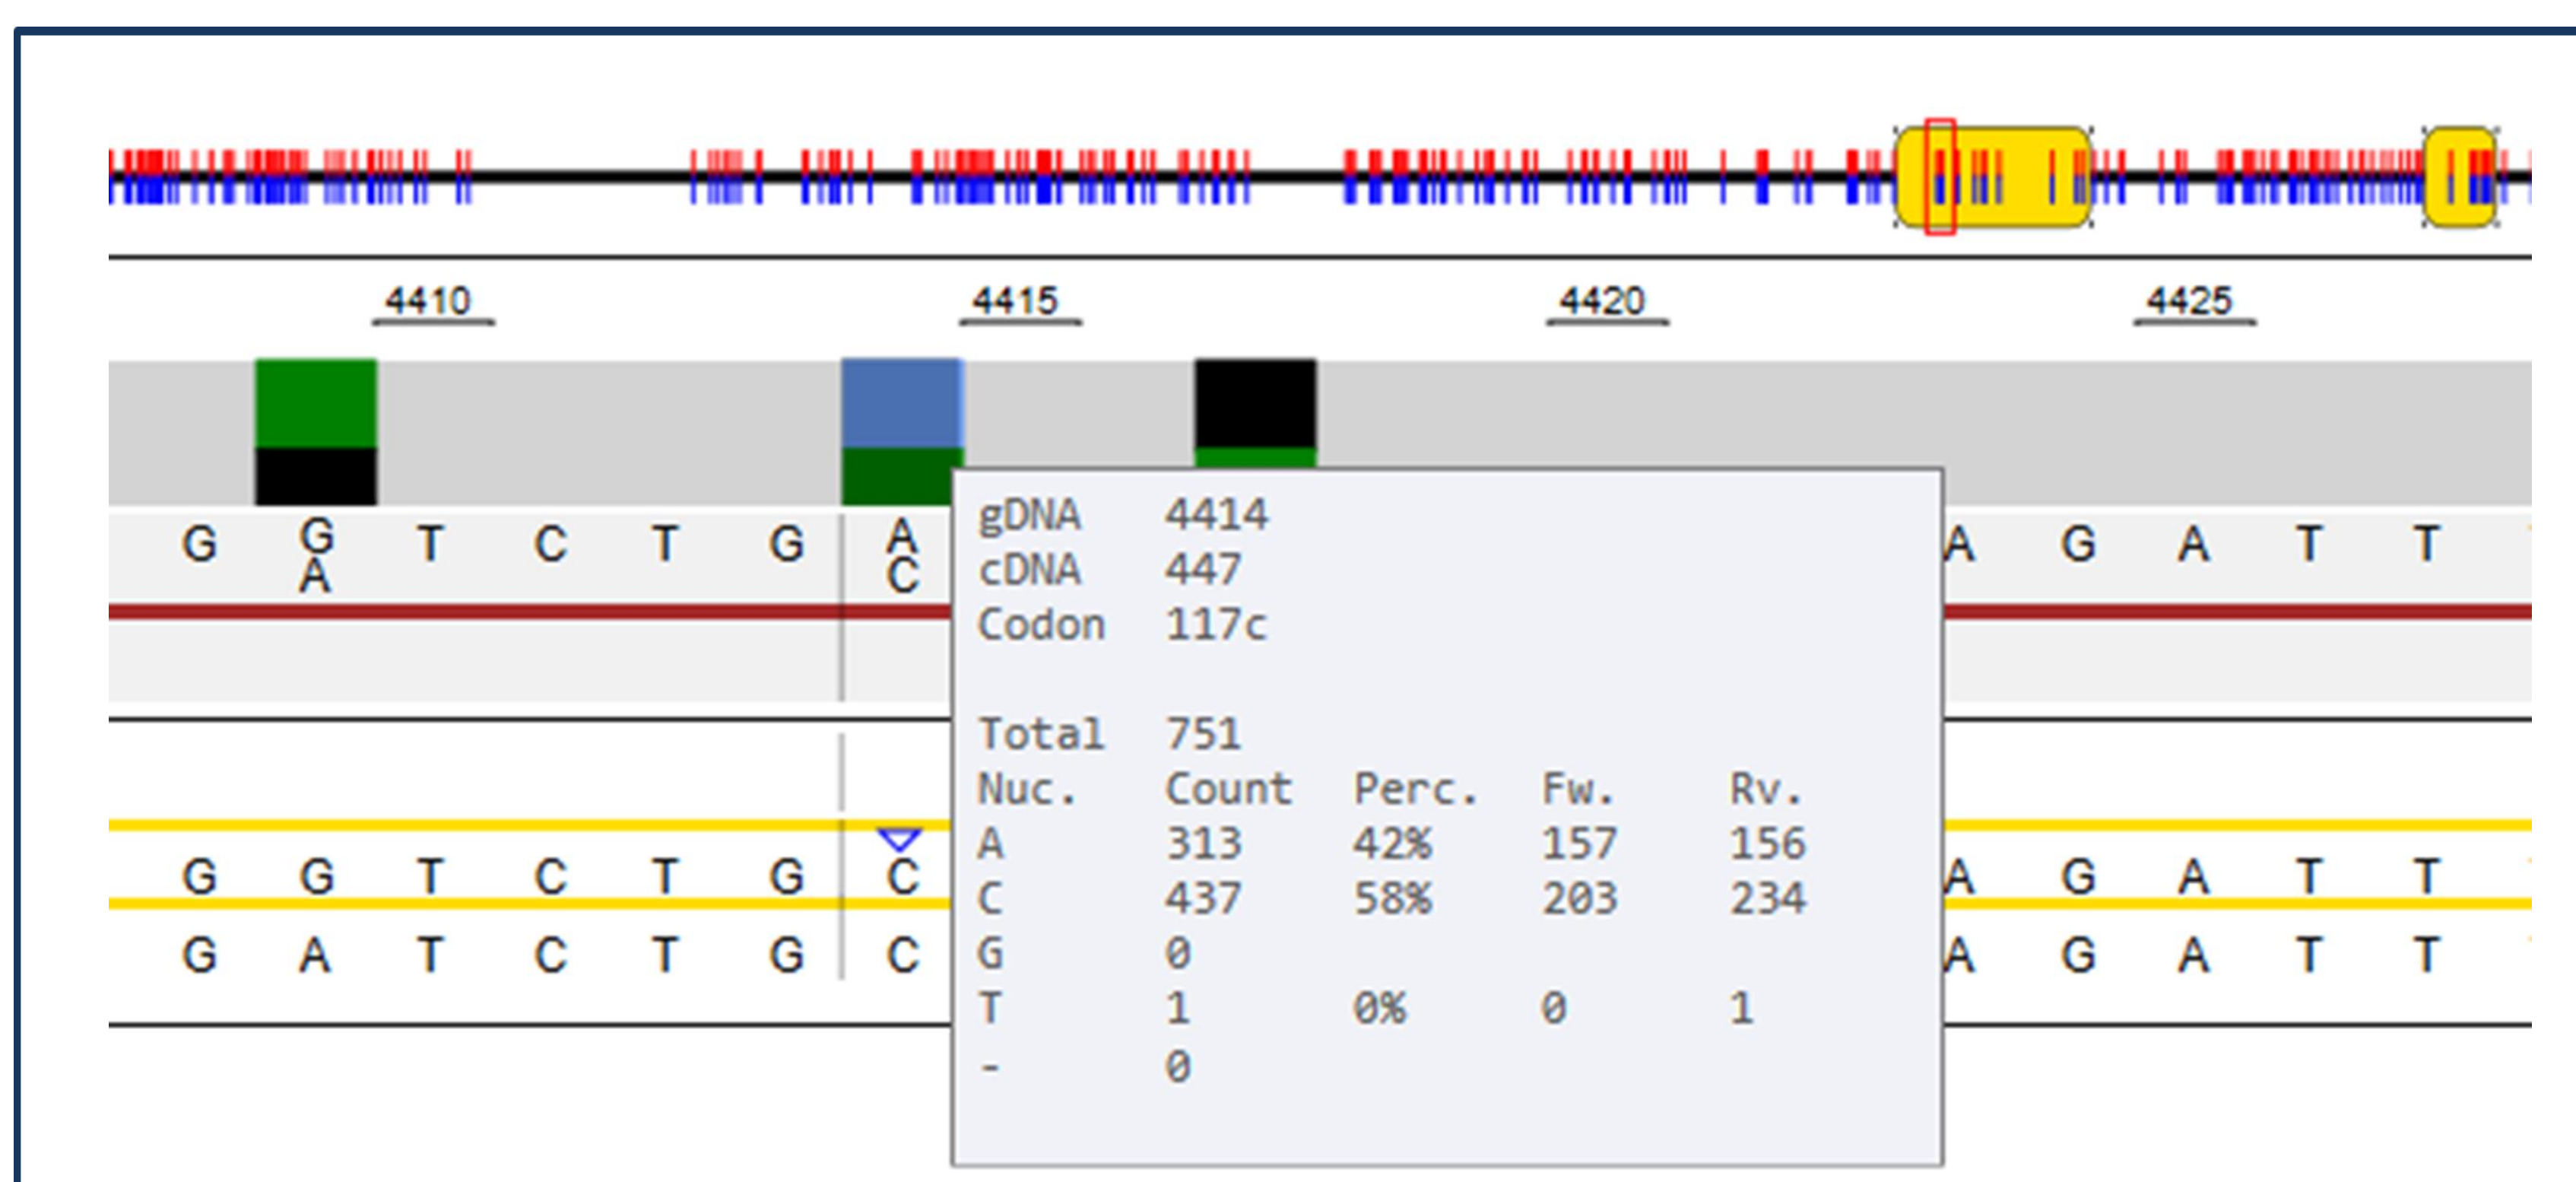 4410 4415 4420 4425
G G T C T G A A G A T T
A C
gDNA 4414
cDNA 447
Codon 117c
Total 751
Nuc. Count Perc. Fw. Rv.
A 313 42% 157 156
C 437 58% 203 234
G 0
T 1 0% 0 1
- 0
G G T C T G C A G A T T
G A T C T G C A G A T T